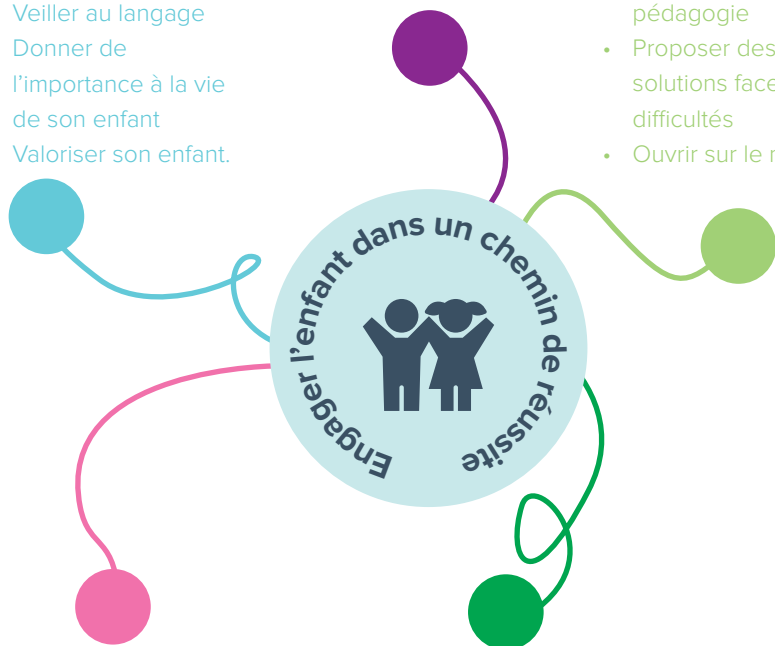 Veiller au langage
Donner de
l’importance à la vie
de son enfant
Valoriser son enfant.
pédagogie
• Proposer des
solutions face
difficultés
• Ouvrir sur le
Engager l’enfant dans un chemin de réussite